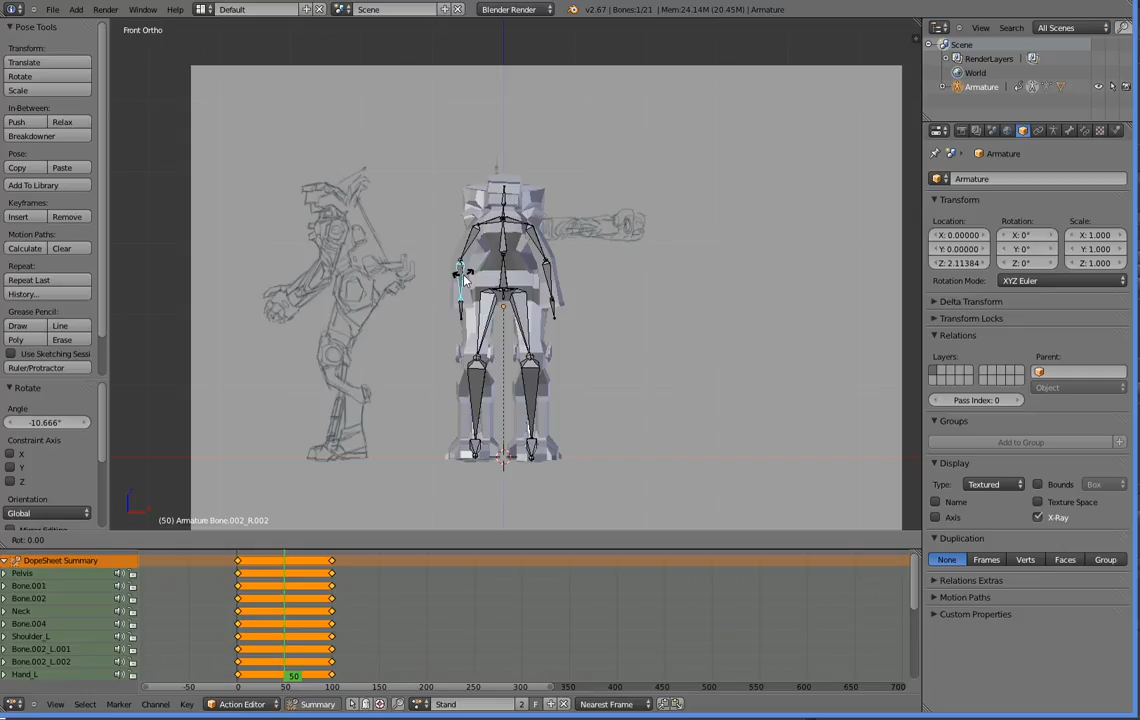 File Add Render Window Help Default Scene Blender Render v2.67 | Bones:1/21 | Mem:24.14M (20.45M) | Armature
Pose Tools
Transform:
Translate
Rotate
Scale
In-Between:
Push Relax
Breakdowner
Pose:
Copy Paste
Add To Library
Keyframes:
Insert Remove
Motion Paths:
Calculate Clear
Repeat:
Repeat Last
History...
Grease Pencil:
Draw Line
Poly Erase
Use Sketching Sessi
Ruler/Protractor
Rotate
Angle
-10.666°
Constraint Axis
X
Y
Z
Orientation
Global
Front Ortho
(50) Armature Bone.002_R.002
View Search All Scenes
Scene
RenderLayers
World
Armature
Armature
Armature
Transform
Location: Rotation: Scale:
X: 0.00000 X: 0° X: 1.000
Y: 0.00000 Y: 0° Y: 1.000
Z: 2.11384 Z: 0° Z: 1.000
Rotation Mode: XYZ Euler
Delta Transform
Transform Locks
Relations
Layers: Parent:
Object
Pass Index: 0
Groups
Add to Group
Display
Type: Textured Bounds Box
Name Texture Space
Axis X-Ray
Duplication
None Frames Verts Faces Group
Relations Extras
Motion Paths
Custom Properties
Rot: 0.00
DopeSheet Summary
Pelvis
Bone.001
Bone.002
Neck
Bone.004
Shoulder_L
Bone.002_L.001
Bone.002_L.002
Hand_L
50
-50 0 50 100 150 200 250 300 350 400 450 500 550 600 650 700
View Select Marker Channel Key Action Editor Summary Stand 2 F Nearest Frame